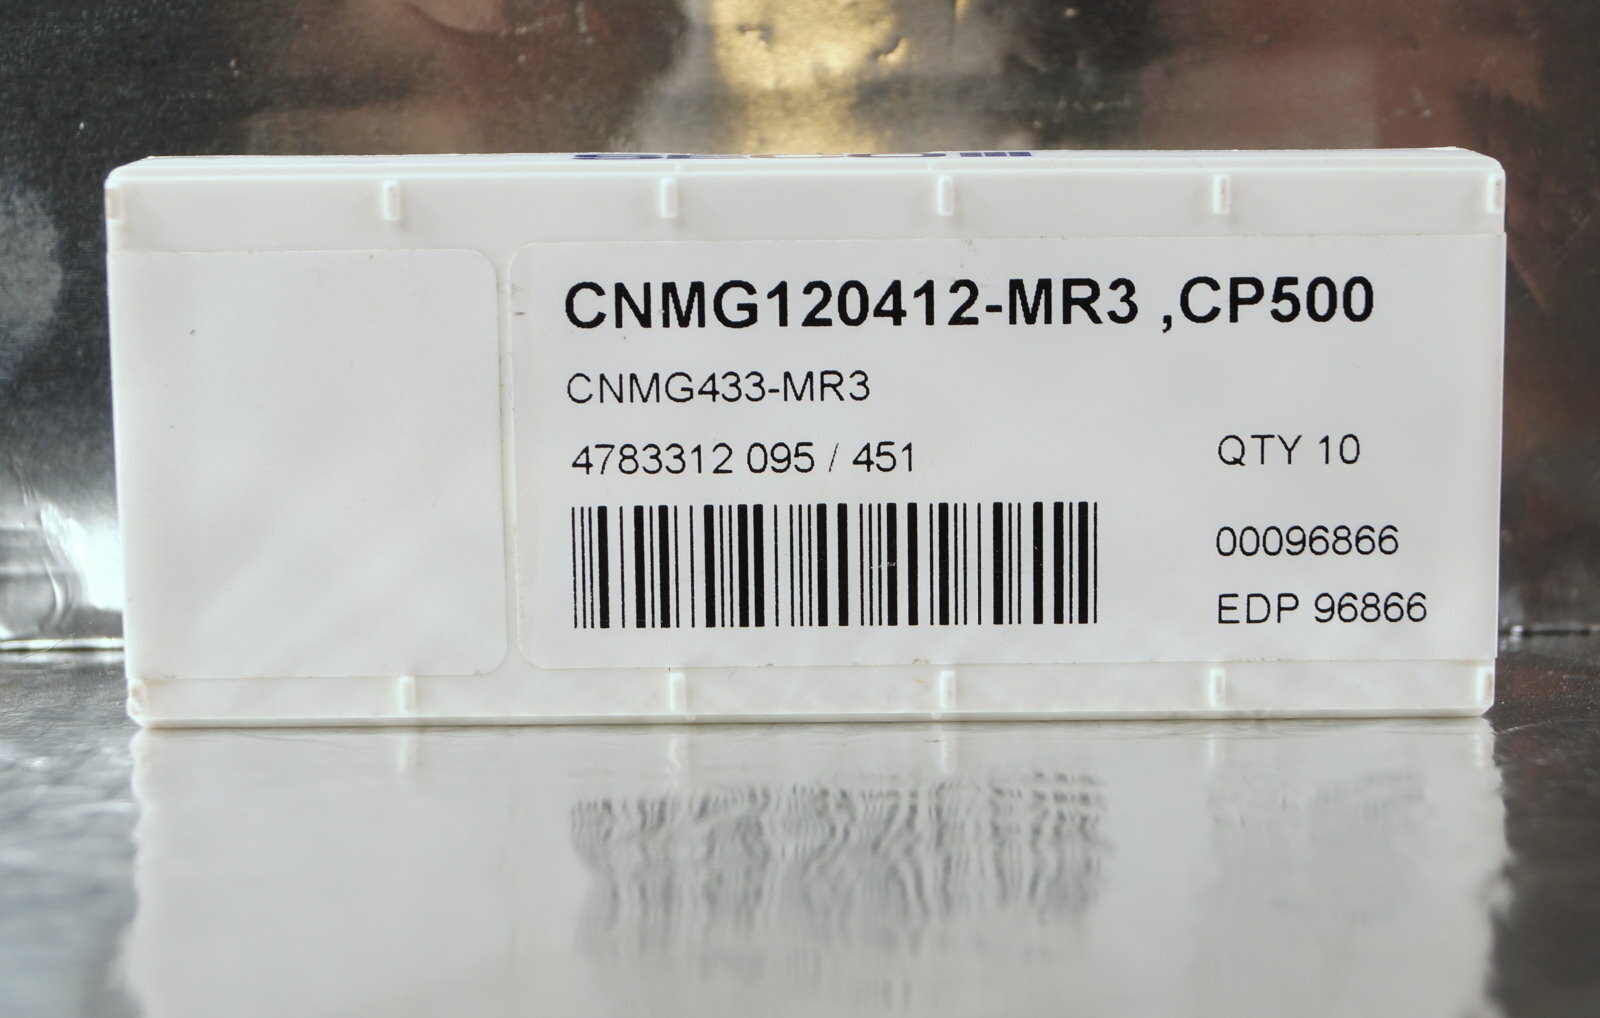 CNMG120412-MR3 ,CP500
CNMG433-MR3
4783312 095 / 451
QTY 10
00096866
EDP 96866